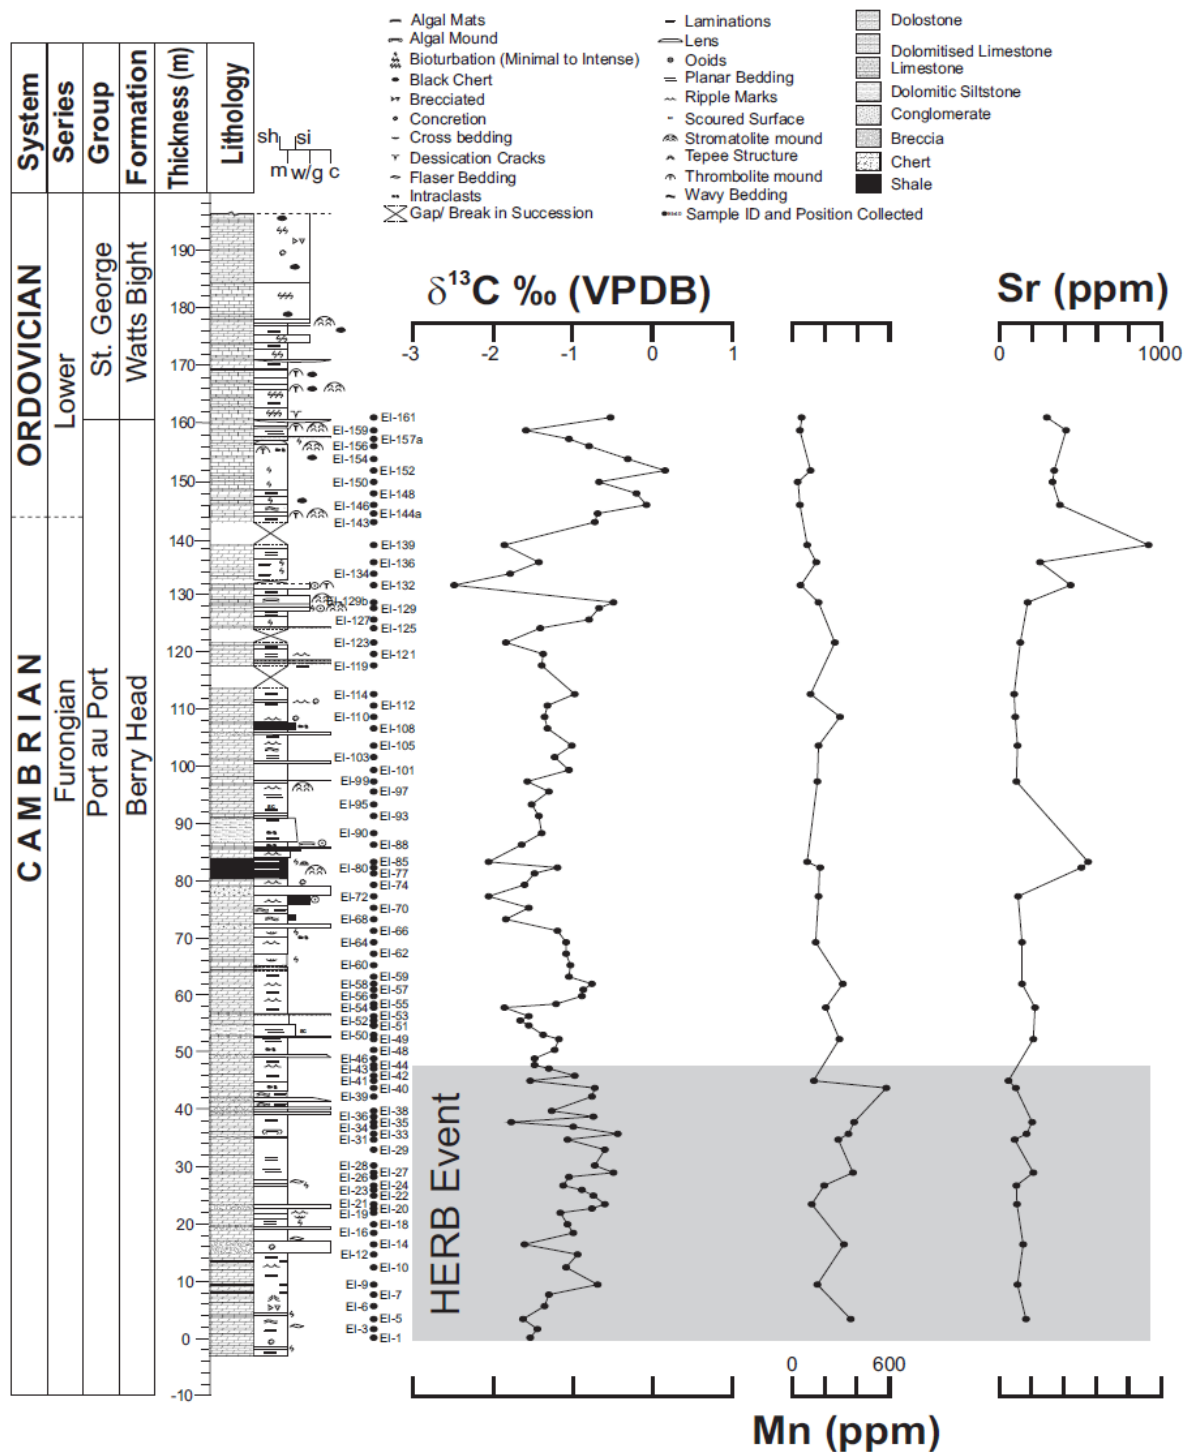 Algal Mats
Algal Mound
Bioturbation (Minimal to Intense)
Black Chert
Brecciated
Concretion
Cross bedding
Dessication Cracks
Flaser Bedding
Intraclasts
Gap/ Break in Succession
Laminations
Lens
Ooids
Planar Bedding
Ripple Marks
Scoured Surface
Stromatolite mound
Tepee Structure
Thrombolite mound
Wavy Bedding
Sample ID and Position Collected
Dolostone
Dolomitised Limestone
Limestone
Dolomitic Siltstone
Conglomerate
Breccia
Chert
Shale
System
Series
Group
Formation
Thickness (m)
Lithology
sh si
m w/g c
ORDOVICIAN
CAMBRIAN
Lower
Furongian
St. George
Port au Port
Watts Bight
Berry Head
190
180
170
160
150
140
130
120
110
100
90
80
70
60
50
40
30
20
10
0
-10
δ13C ‰ (VPDB)
-3 -2 -1 0 1
Sr (ppm)
0 1000
EI-161
EI-159
EI-157a
EI-156
EI-154
EI-152
EI-150
EI-148
EI-146
EI-144a
EI-143
EI-139
EI-136
EI-134
EI-132
EI-129b
EI-129
EI-127
EI-125
EI-123
EI-121
EI-119
EI-114
EI-112
EI-110
EI-108
EI-105
EI-103
EI-101
EI-99
EI-97
EI-95
EI-93
EI-90
EI-88
EI-85
EI-80
EI-77
EI-74
EI-72
EI-70
EI-68
EI-66
EI-64
EI-62
EI-60
EI-59
EI-58
EI-57
EI-56
EI-55
EI-54
EI-53
EI-52
EI-51
EI-50
EI-49
EI-48
EI-46
EI-44
EI-43
EI-42
EI-41
EI-40
EI-39
EI-38
EI-36
EI-35
EI-34
EI-33
EI-31
EI-29
EI-28
EI-27
EI-26
EI-24
EI-23
EI-22
EI-21
EI-20
EI-19
EI-18
EI-16
EI-14
EI-12
EI-10
EI-9
EI-7
EI-6
EI-5
EI-3
EI-1
HERB Event
0 600
Mn (ppm)